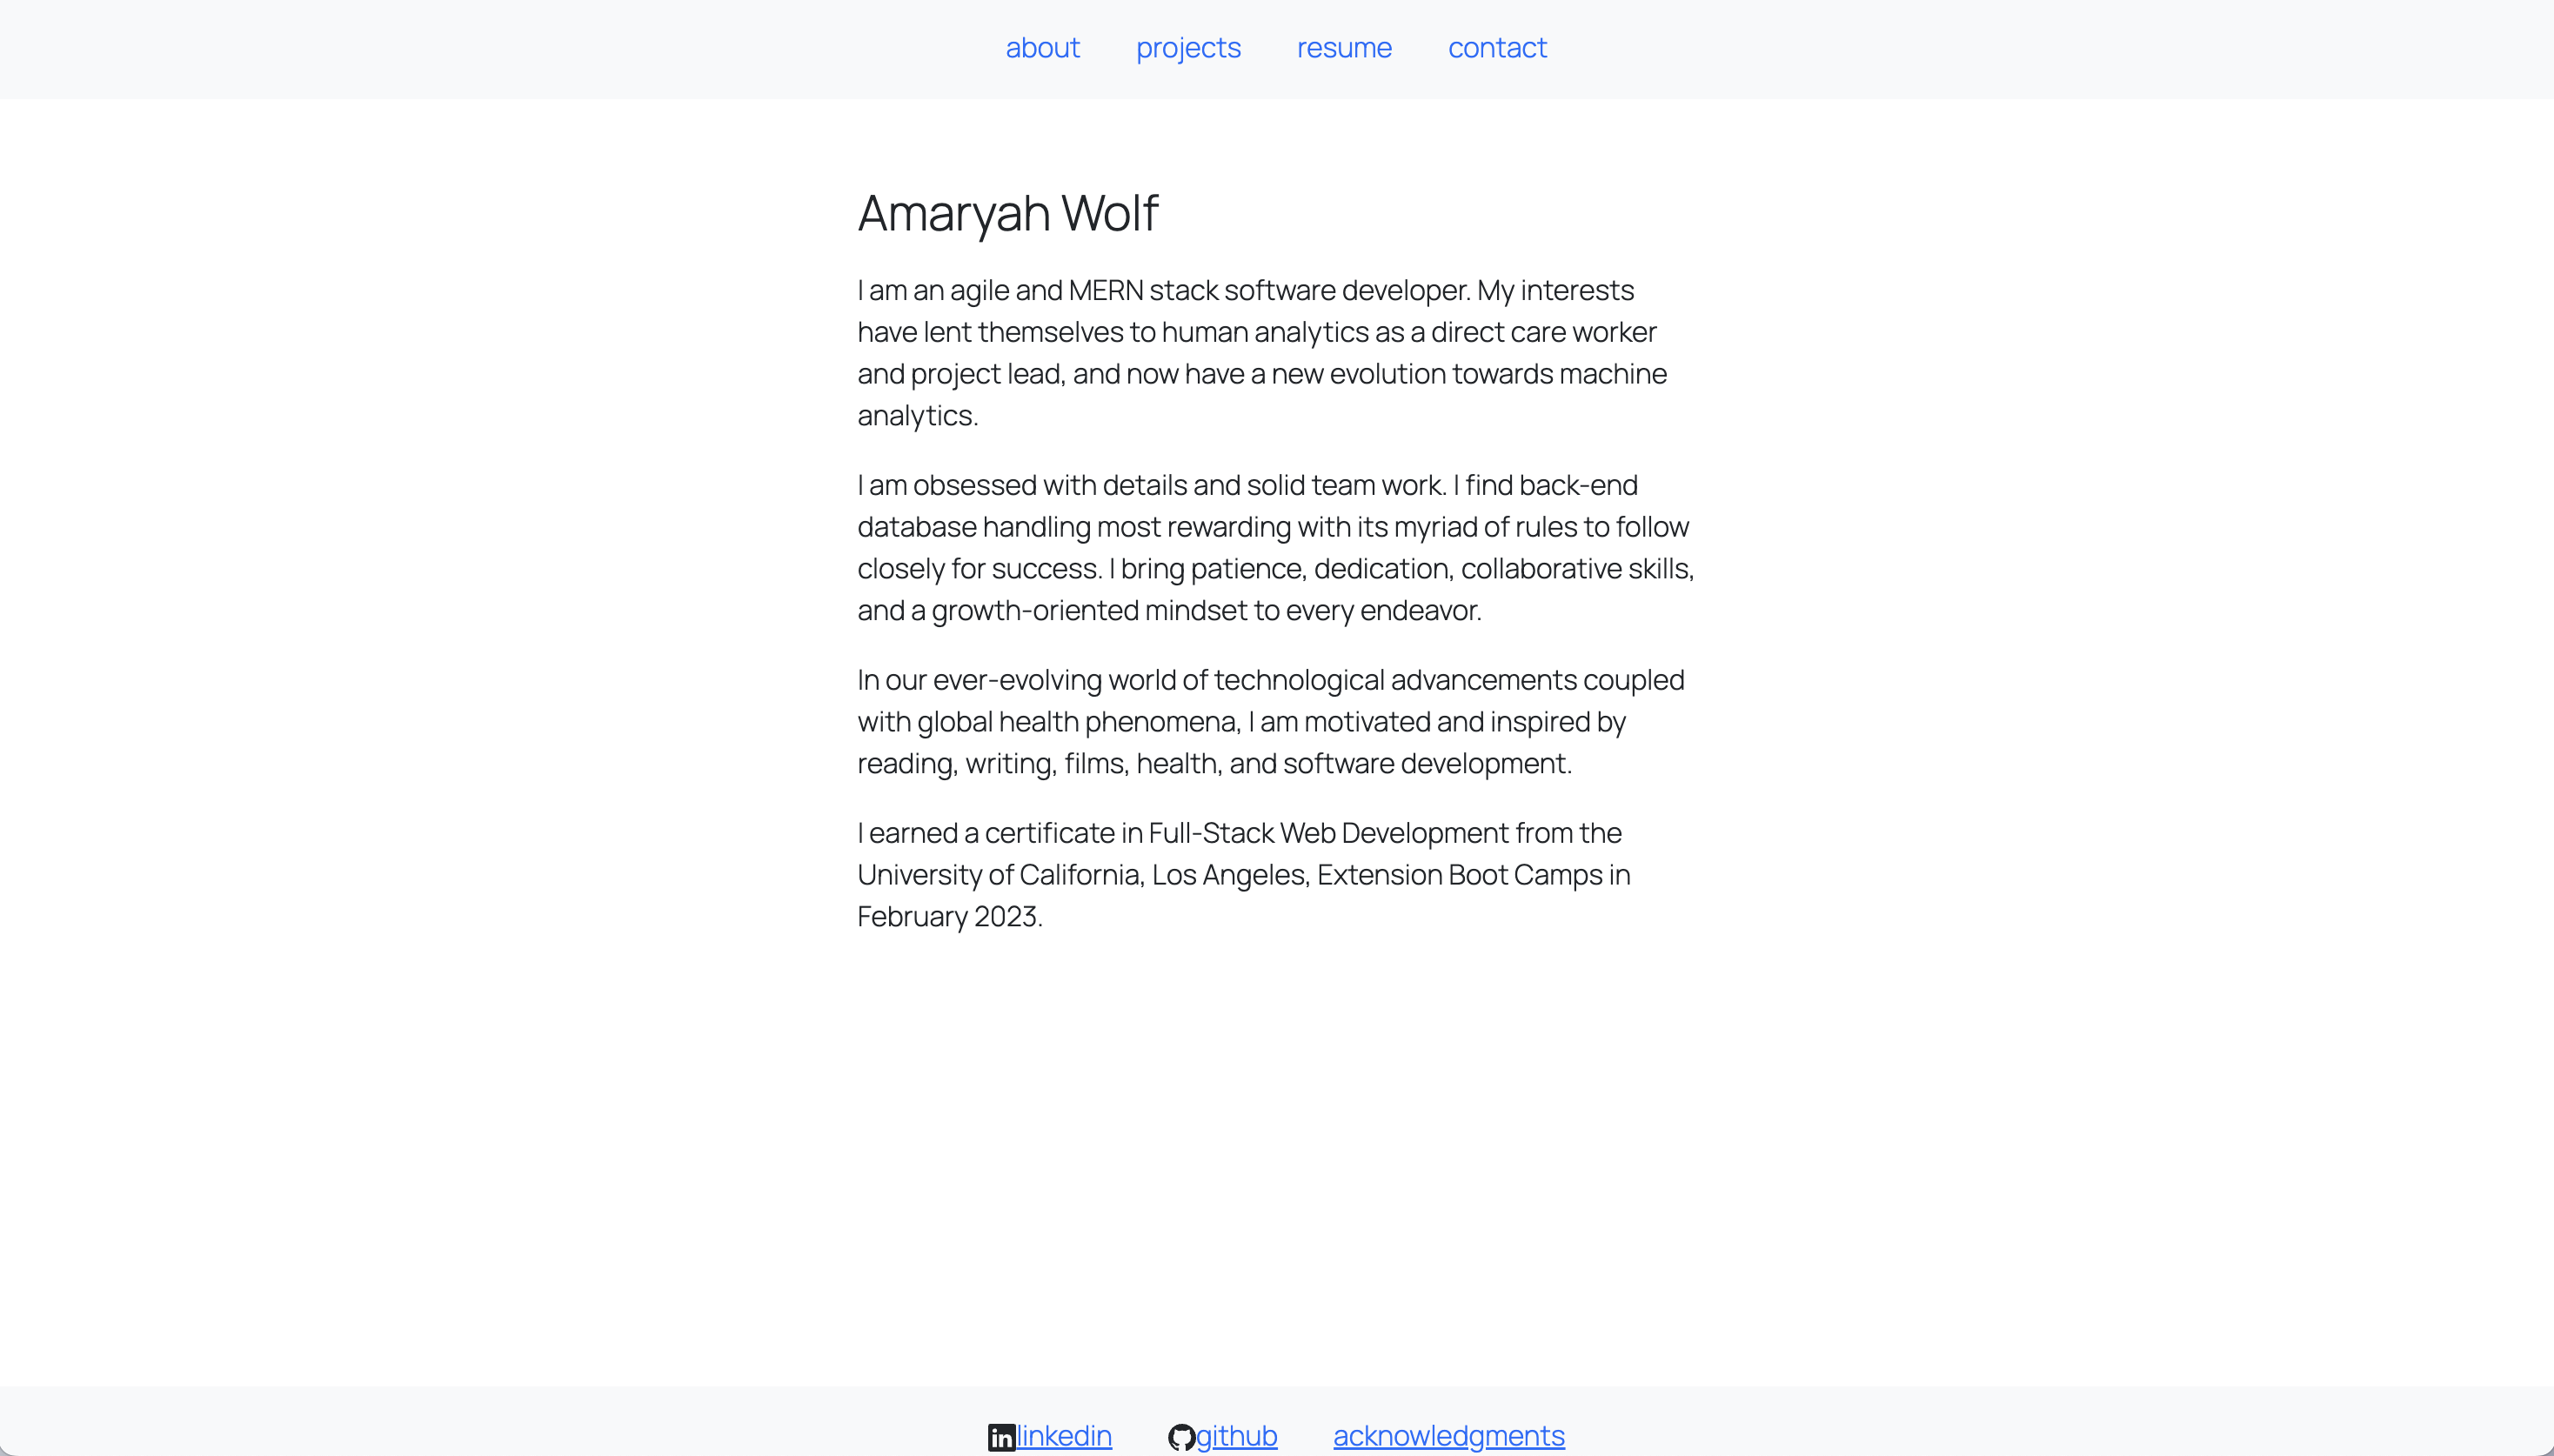 about projects resume contact
Amaryah Wolf
I am an agile and MERN stack software developer. My interests
have lent themselves to human analytics as a direct care worker
and project lead, and now have a new evolution towards machine
analytics.
I am obsessed with details and solid team work. I find back-end
database handling most rewarding with its myriad of rules to follow
closely for success. I bring patience, dedication, collaborative skills,
and a growth-oriented mindset to every endeavor.
In our ever-evolving world of technological advancements coupled
with global health phenomena, I am motivated and inspired by
reading, writing, films, health, and software development.
I earned a certificate in Full-Stack Web Development from the
University of California, Los Angeles, Extension Boot Camps in
February 2023.
in linkedin github acknowledgments